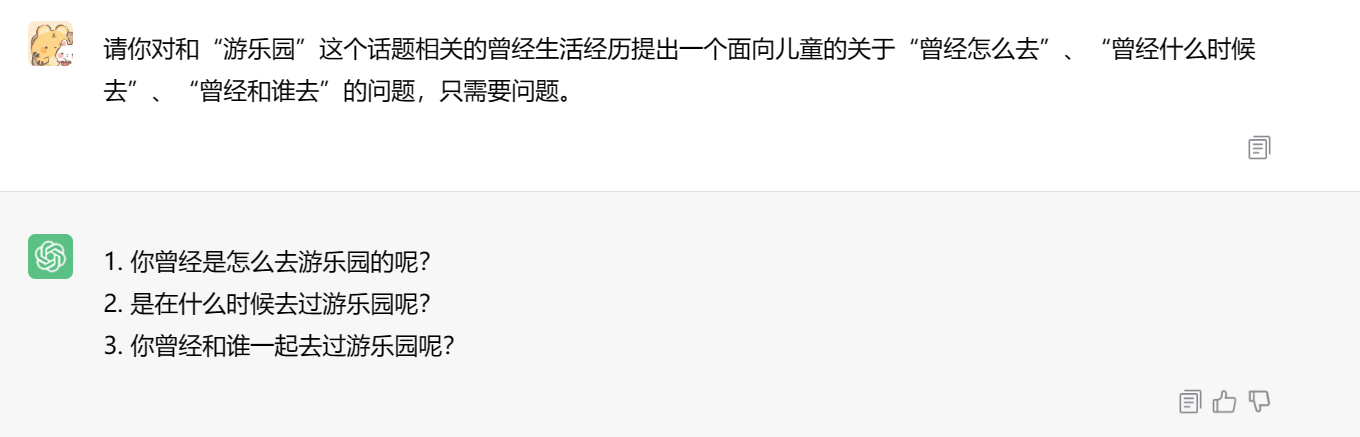 请你对和“游乐园”这个话题相关的曾经生活经历提出一个面向儿童的关于“曾经怎么去”、“曾经什么时候
去”、“曾经和谁去”的问题，只需要问题。
1. 你曾经是怎么去游乐园的呢？
2. 是在什么时候去过游乐园呢？
3. 你曾经和谁一起去过游乐园呢？